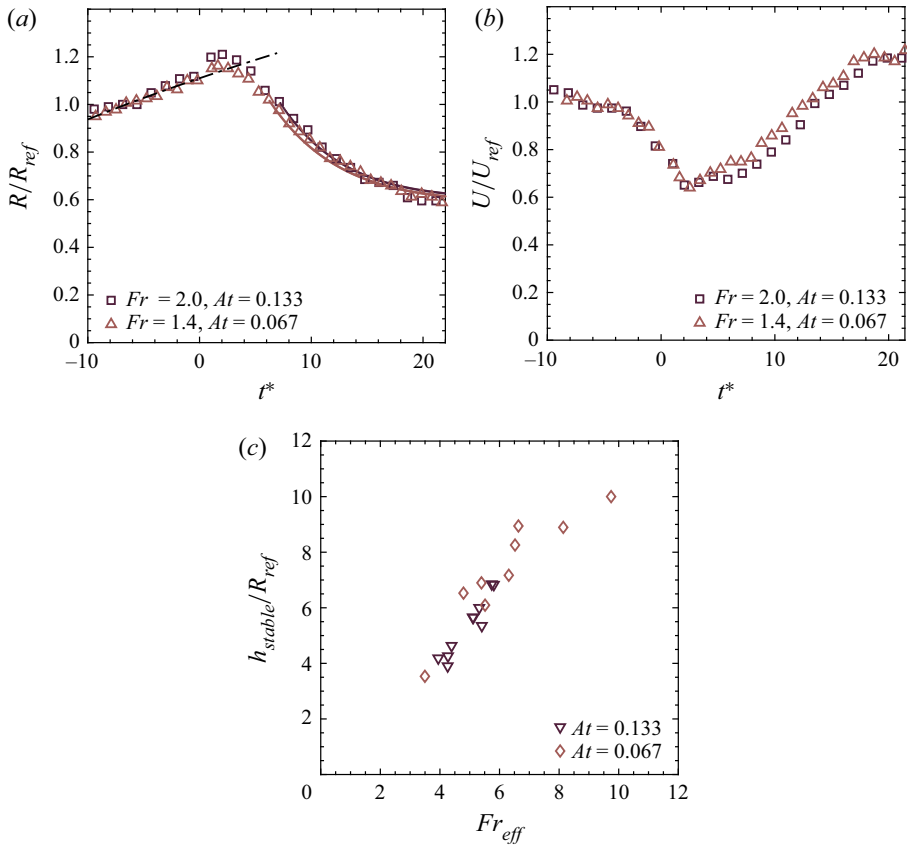 (a)
1.2
1.0
0.8
0.6
0.4
0.2
0
R/R_ref
Fr = 2.0, At = 0.133
Fr = 1.4, At = 0.067
−10 0 10 20
t*
(b)
1.2
1.0
0.8
0.6
0.4
0.2
0
U/U_ref
Fr = 2.0, At = 0.133
Fr = 1.4, At = 0.067
−10 0 10 20
t*
(c)
12
10
8
6
4
2
h_stable/R_ref
At = 0.133
At = 0.067
0 2 4 6 8 10 12
Fr_eff